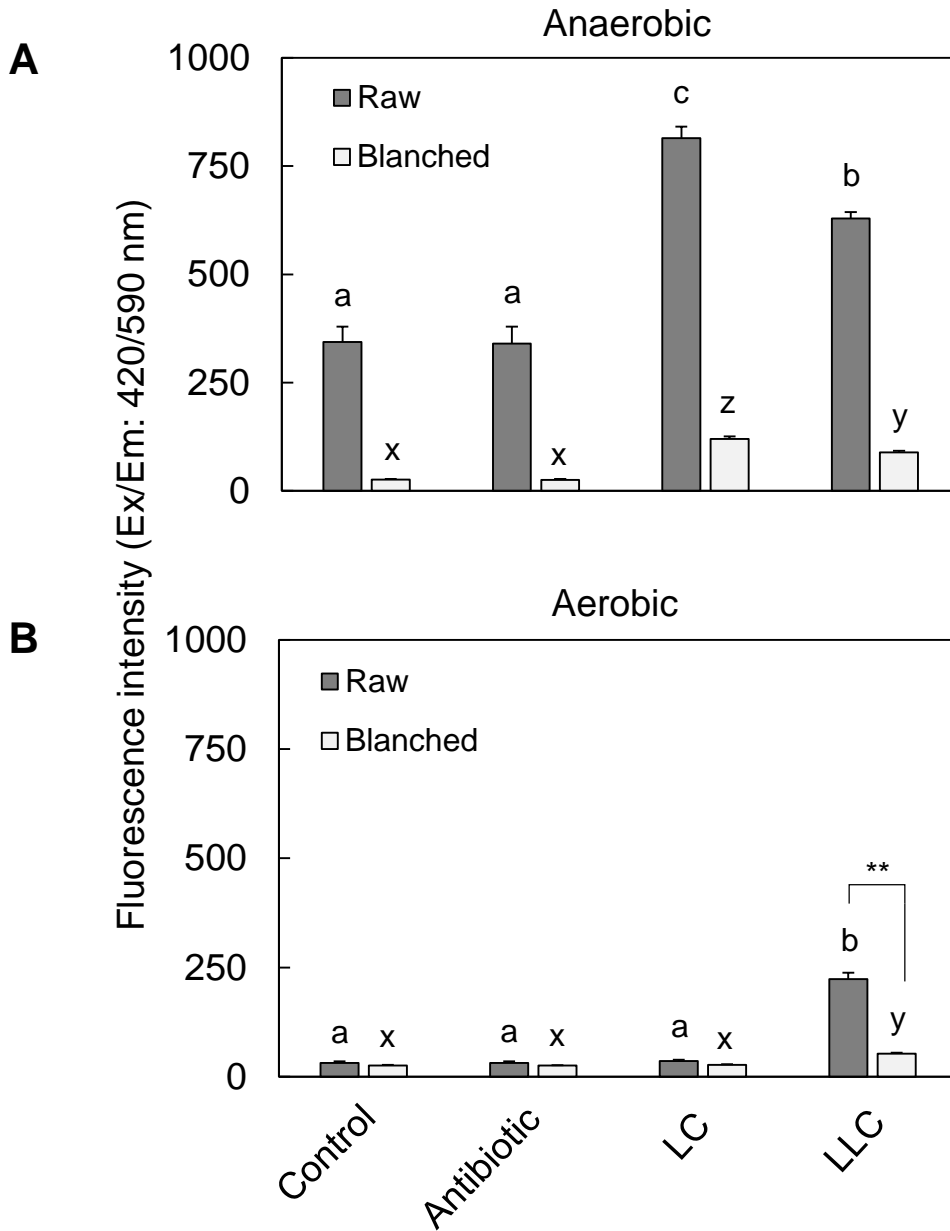 A
Anaerobic
Fluorescence intensity (Ex/Em: 420/590 nm)
1000
750
500
250
0
Raw
Blanched
a
x
a
x
c
z
b
y
B
Aerobic
1000
750
500
250
0
Raw
Blanched
**
a
x
a
x
a
x
b
y
Control
Antibiotic
LC
LLC